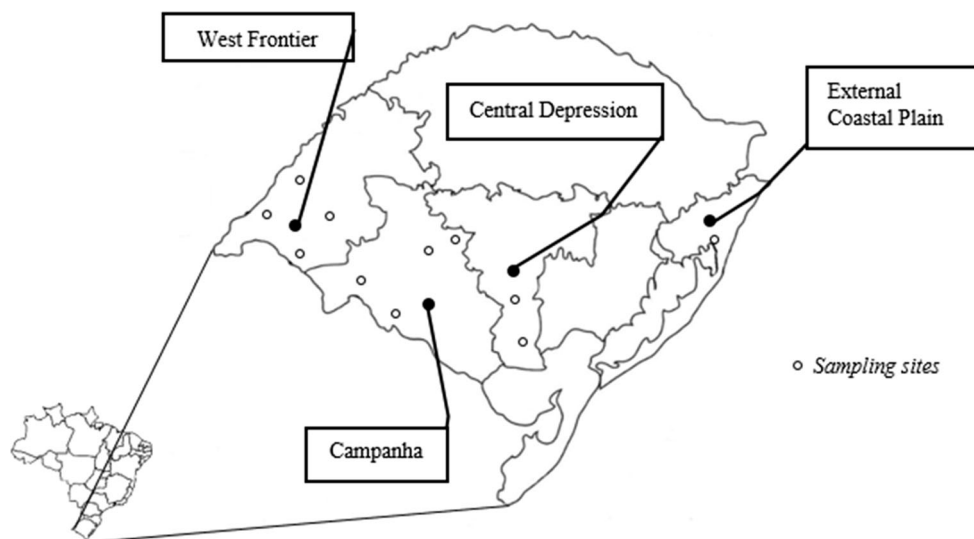 West Frontier
Central Depression
External
Coastal Plain
Sampling sites
Campanha